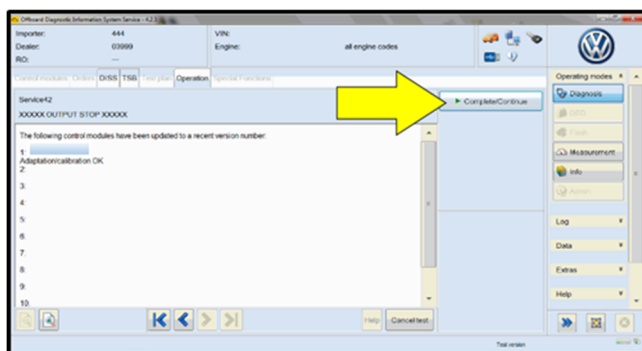 Offboard Diagnostic Information System Service - 4.2.3
Importer: 444 VIN:
Dealer: 03999 Engine: all engine codes
RO: ---
Control modules Orders DISS TSB Test plan Operation Special Functions
Operating modes
Service42
XXXXX OUTPUT STOP XXXXX
Complete/Continue
Diagnosis
OBD
Flash
Measurement
Info
Admin
The following control modules have been updated to a recent version number:
1:
Adaptation/calibration OK
2:
3:
4:
5:
6:
7:
8:
9:
10:
Log
Data
Extras
Help
Help Cancel test
Test version